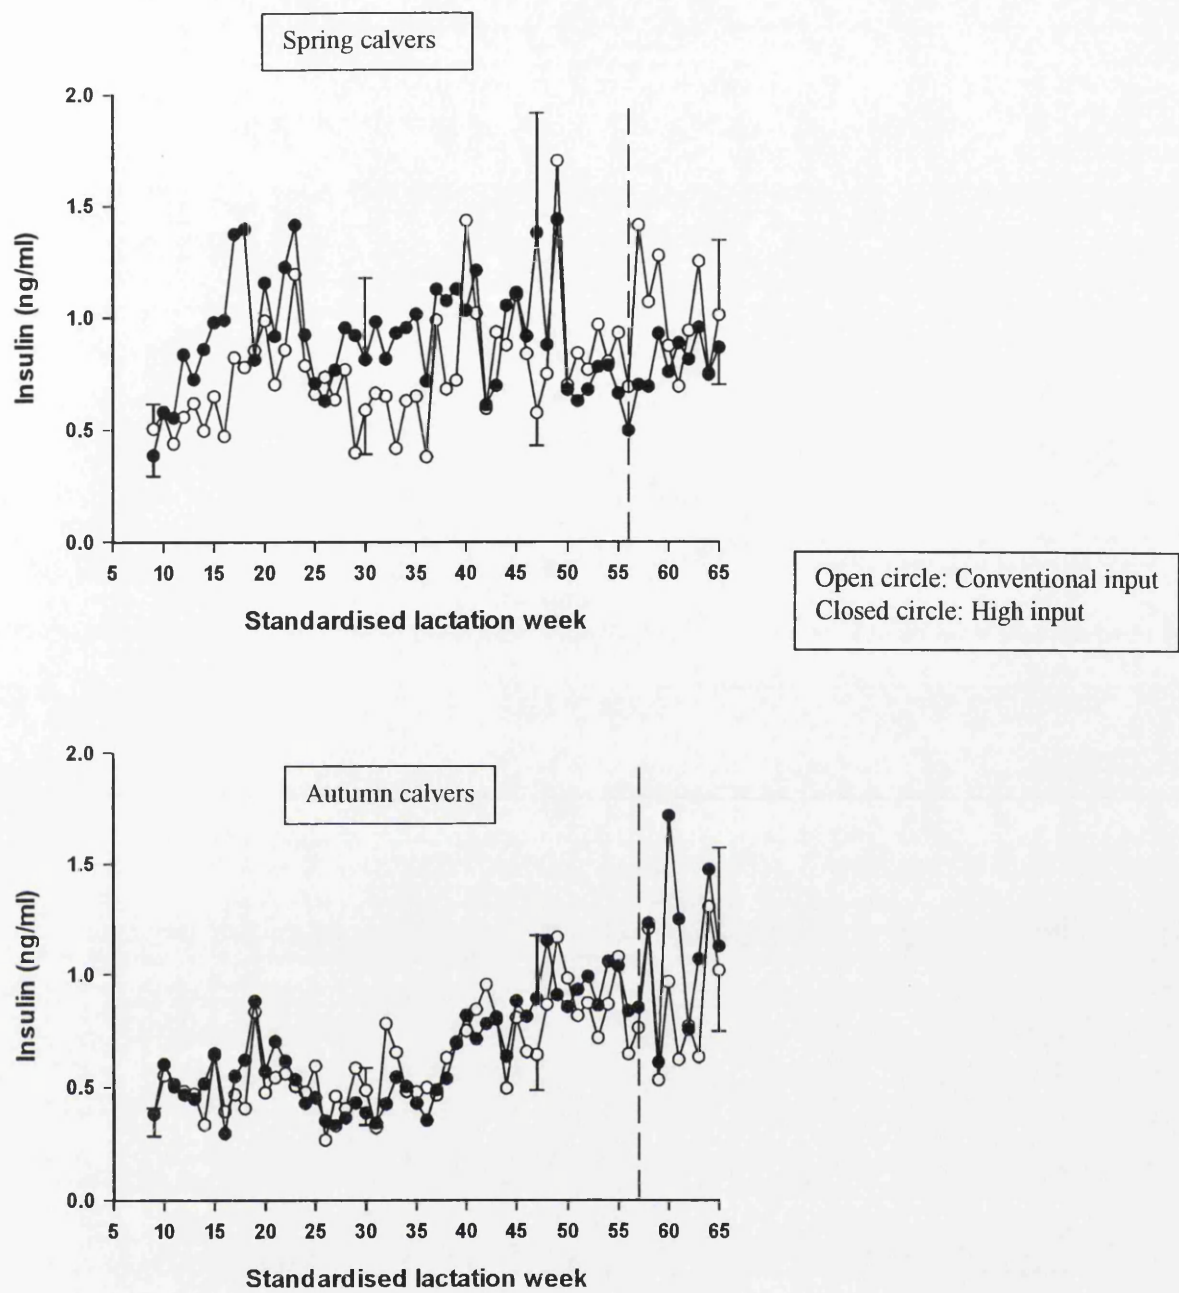 Spring calvers
2.0
1.5
1.0
0.5
0.0
Insulin (ng/ml)
5 10 15 20 25 30 35 40 45 50 55 60 65
Standardised lactation week
Open circle: Conventional input
Closed circle: High input
Autumn calvers
2.0
1.5
1.0
0.5
0.0
Insulin (ng/ml)
5 10 15 20 25 30 35 40 45 50 55 60 65
Standardised lactation week